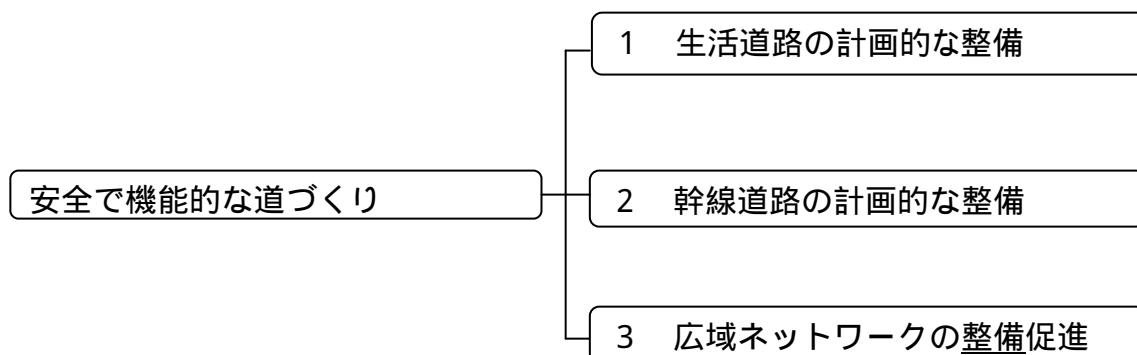 1 生活道路の計画的な整備
安全で機能的な道づくり
2 幹線道路の計画的な整備
3 広域ネットワークの整備促進